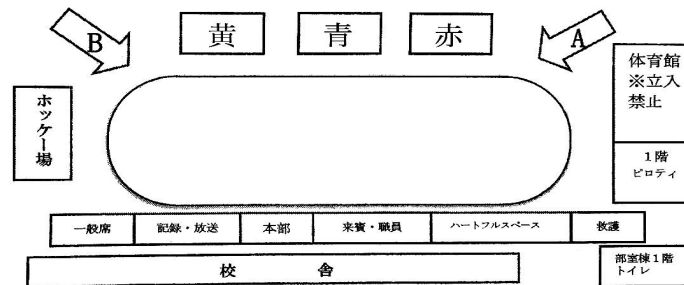 B
黄
青
赤
A
体育館
※立入
禁止
ホッケー場
1階
ピロティ
一般席
記録・放送
本部
来賓・職員
ハートフルスペース
救護
校舎
部室棟1階
トイレ